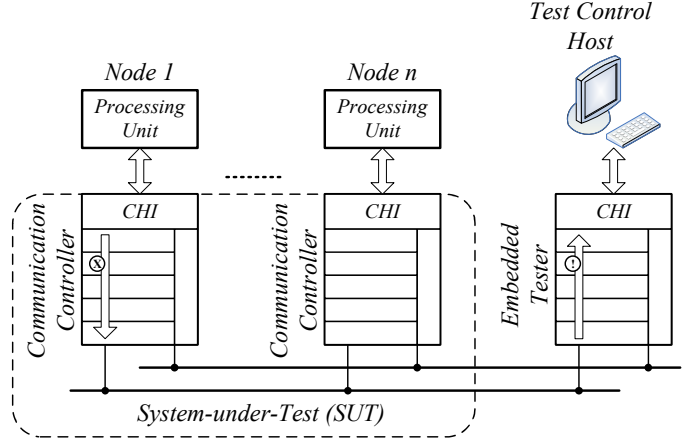 Test Control
Host
Node 1
Node n
Processing
Unit
Processing
Unit
Communication
Controller
CHI
X
Communication
Controller
CHI
Embedded
Tester
CHI
!
System-under-Test (SUT)